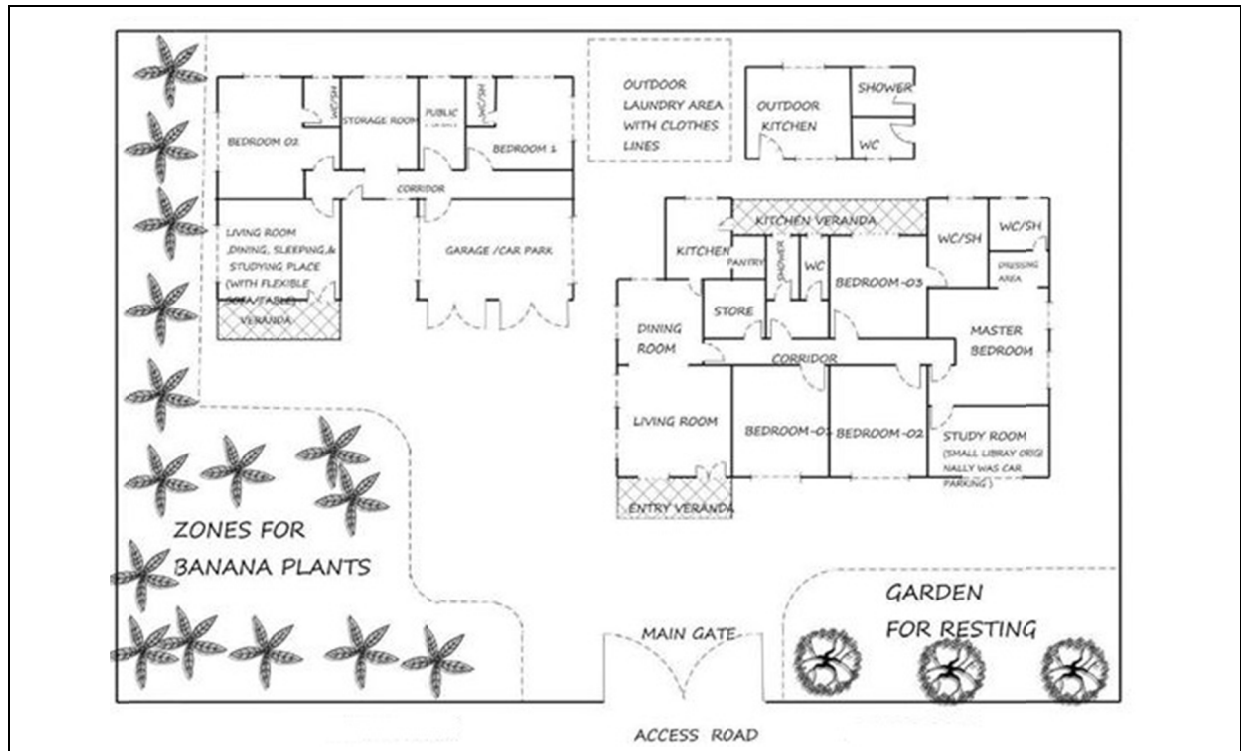 WC/SH
STORAGE ROOM
PUBLIC
WC/SH
BEDROOM 02
BEDROOM 1
CORRIDOR
LIVING ROOM
,DINING, SLEEPING,&
STUDYING PLACE
(WITH FLEXIBLE
SOFA/TABLE)
VERANDA
GARAGE /CAR PARK
OUTDOOR
LAUNDRY AREA
WITH CLOTHES
LINES
OUTDOOR
KITCHEN
SHOWER
WC
KITCHEN VERANDA
KITCHEN
PANTRY
SHOWER
WC
WC/SH
WC/SH
DRESSING
AREA
BEDROOM-03
STORE
DINING
ROOM
CORRIDOR
MASTER
BEDROOM
LIVING ROOM
BEDROOM-01
BEDROOM-02
STUDY ROOM
(SMALL LIBRAY ORIGI
NALLY WAS CAR
PARKING )
ENTRY VERANDA
ZONES FOR
BANANA PLANTS
GARDEN
FOR RESTING
MAIN GATE
ACCESS ROAD